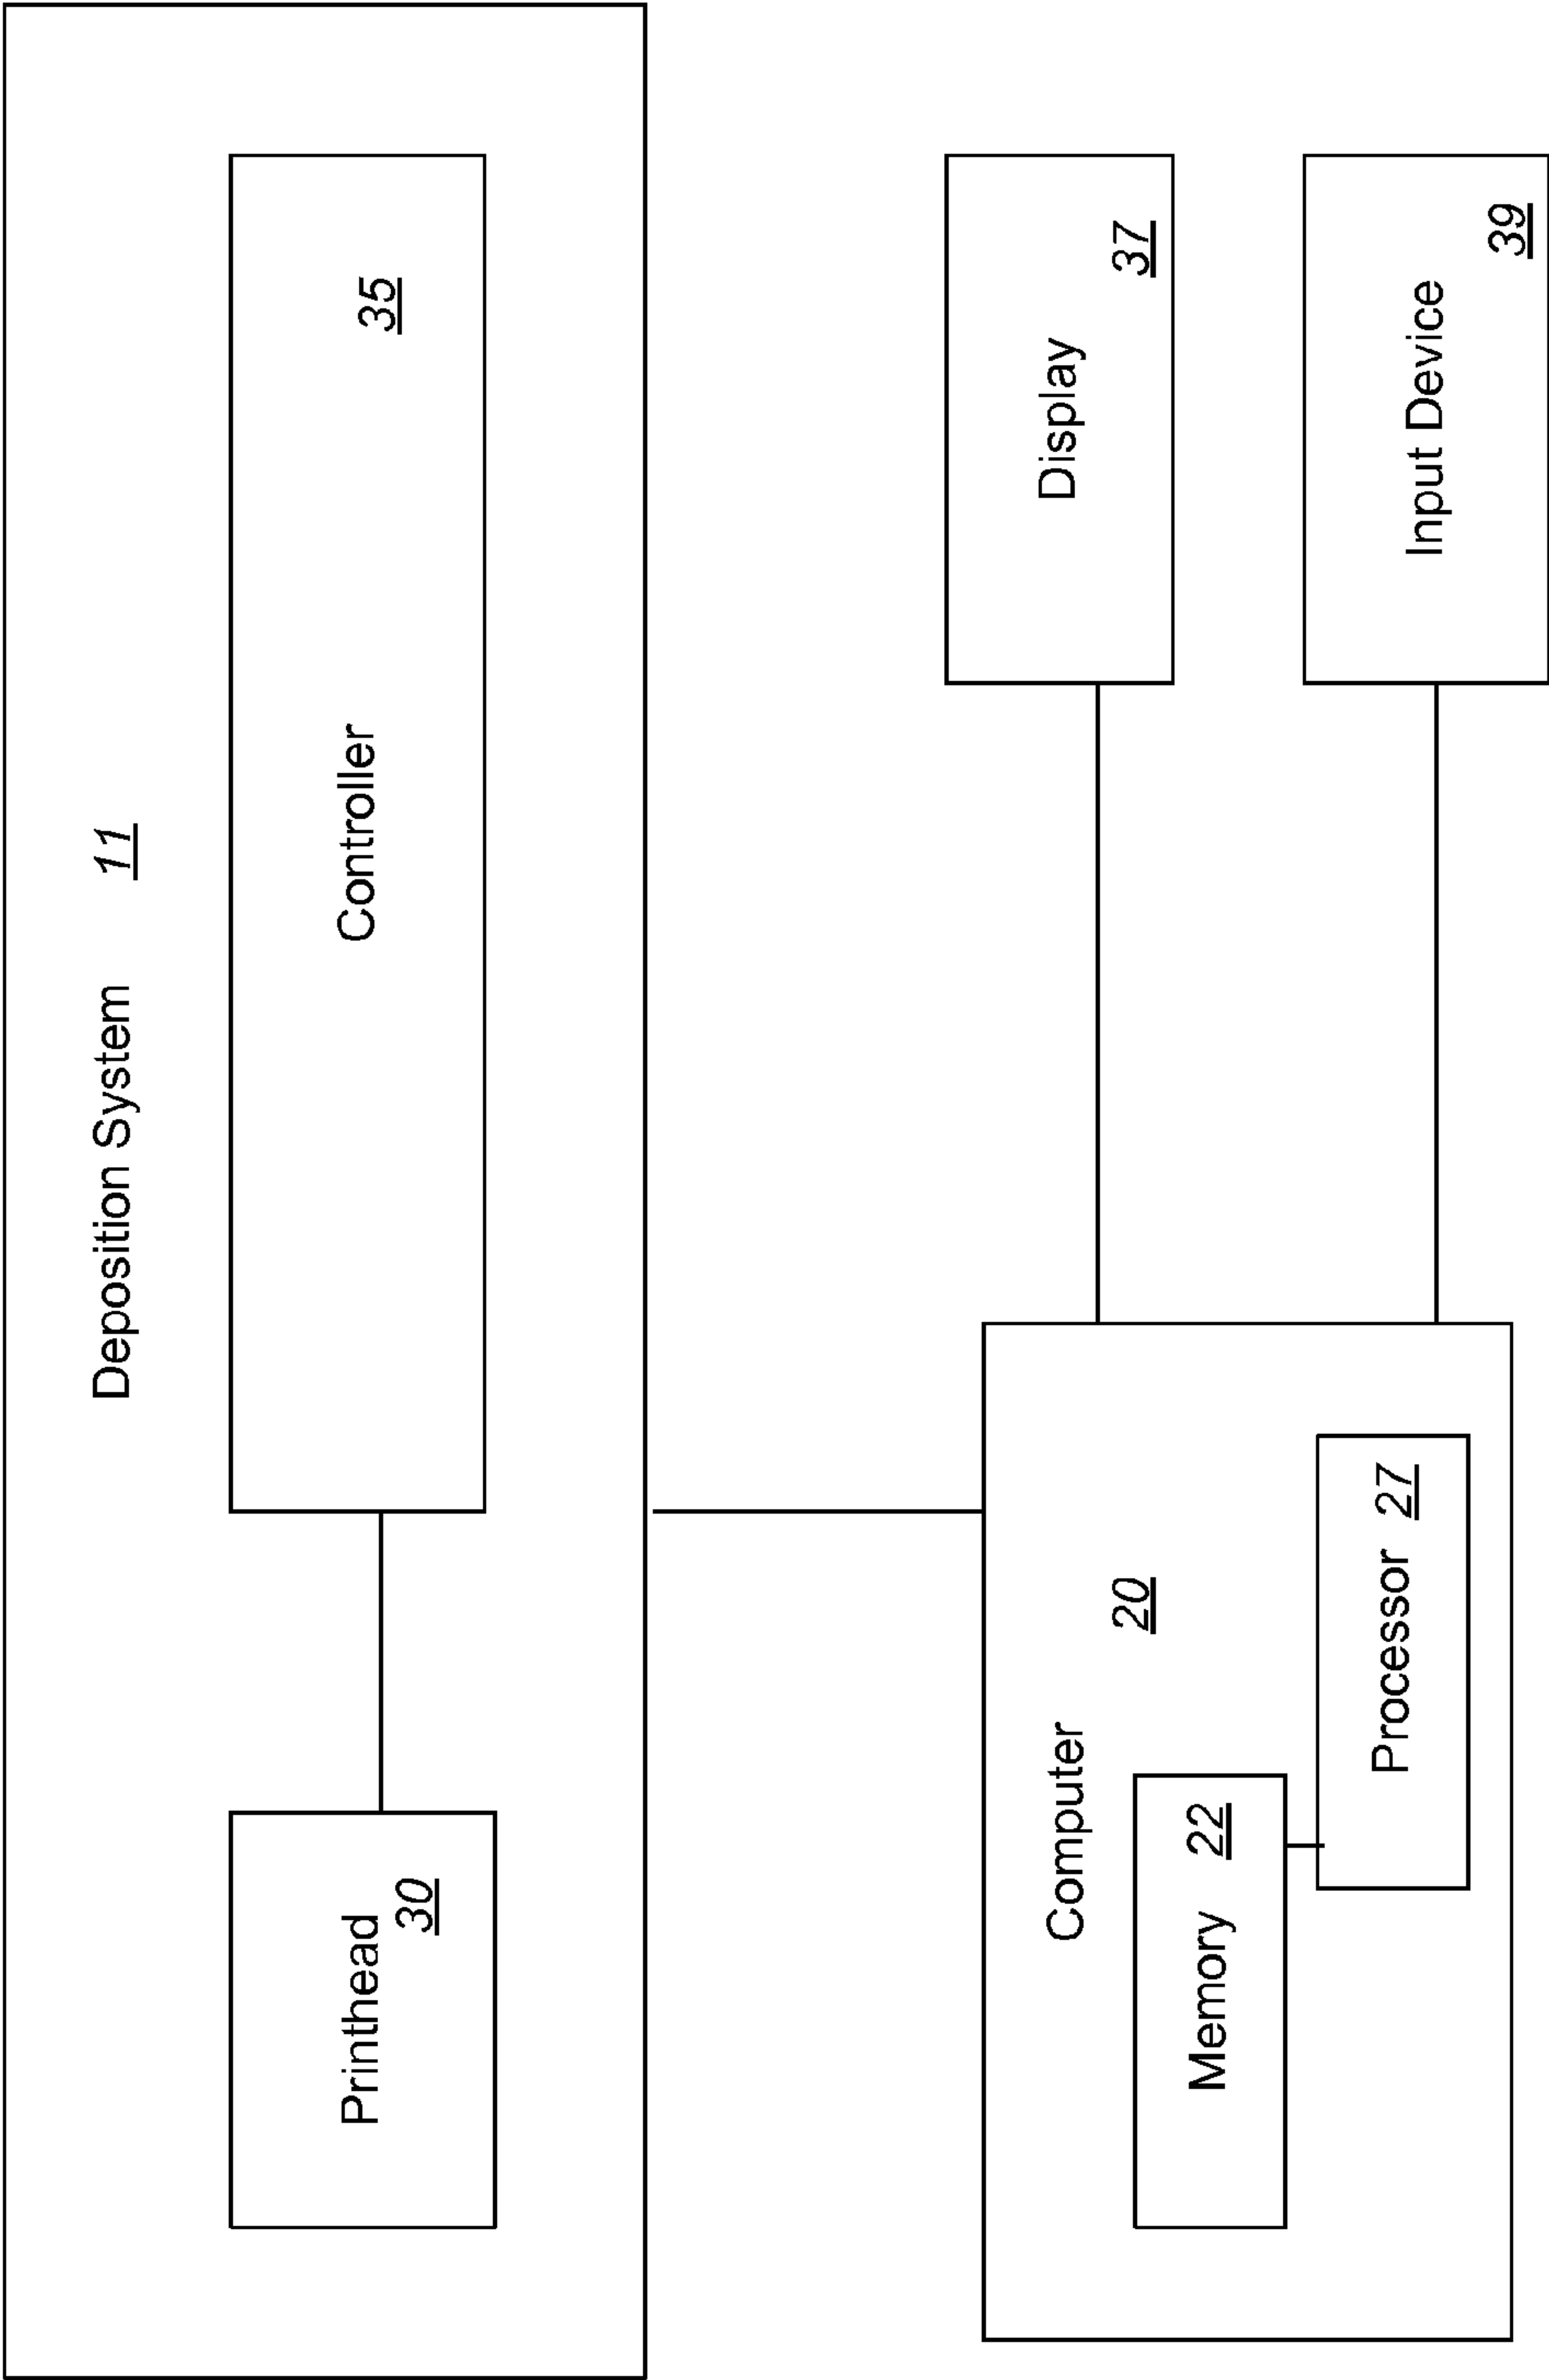 Deposition System 11
Printhead
30
Controller
35
Computer
20
Memory
22
Processor 27
Display
37
Input Device
39